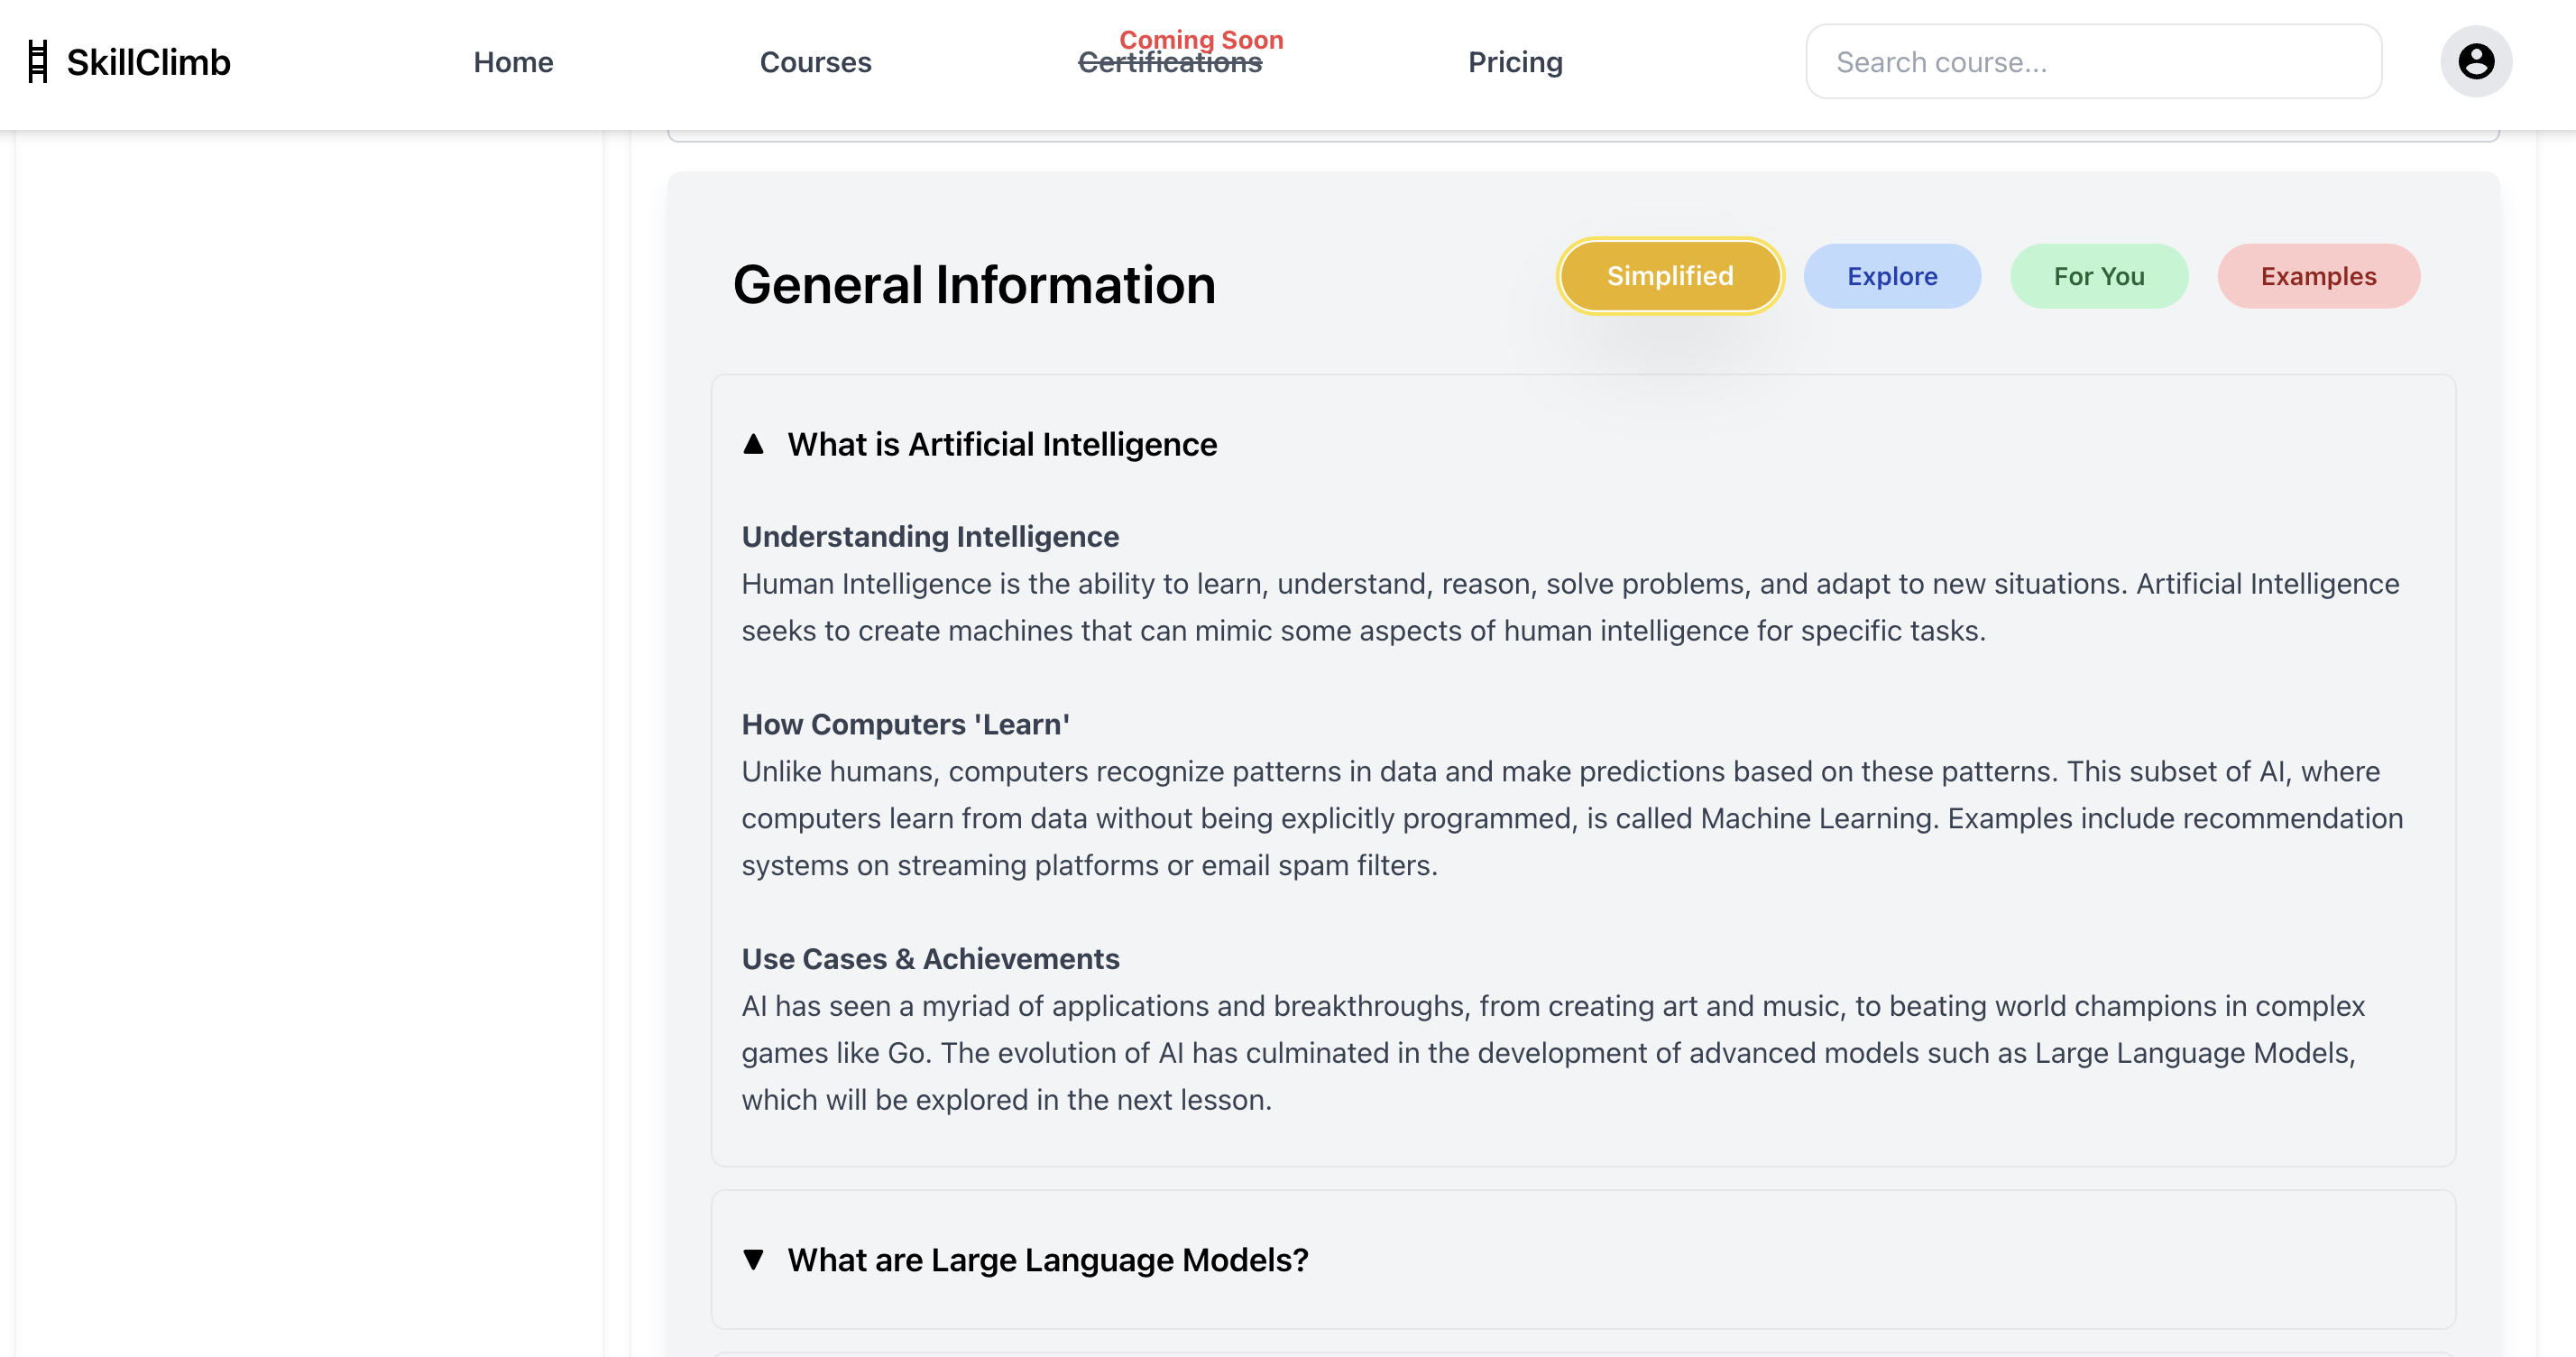 SkillClimb
Home
Courses
Coming Soon
Certifications
Pricing
Search course...
General Information
Simplified
Explore
For You
Examples
What is Artificial Intelligence
Understanding Intelligence
Human Intelligence is the ability to learn, understand, reason, solve problems, and adapt to new situations. Artificial Intelligence
seeks to create machines that can mimic some aspects of human intelligence for specific tasks.
How Computers 'Learn'
Unlike humans, computers recognize patterns in data and make predictions based on these patterns. This subset of AI, where
computers learn from data without being explicitly programmed, is called Machine Learning. Examples include recommendation
systems on streaming platforms or email spam filters.
Use Cases & Achievements
AI has seen a myriad of applications and breakthroughs, from creating art and music, to beating world champions in complex
games like Go. The evolution of AI has culminated in the development of advanced models such as Large Language Models,
which will be explored in the next lesson.
What are Large Language Models?